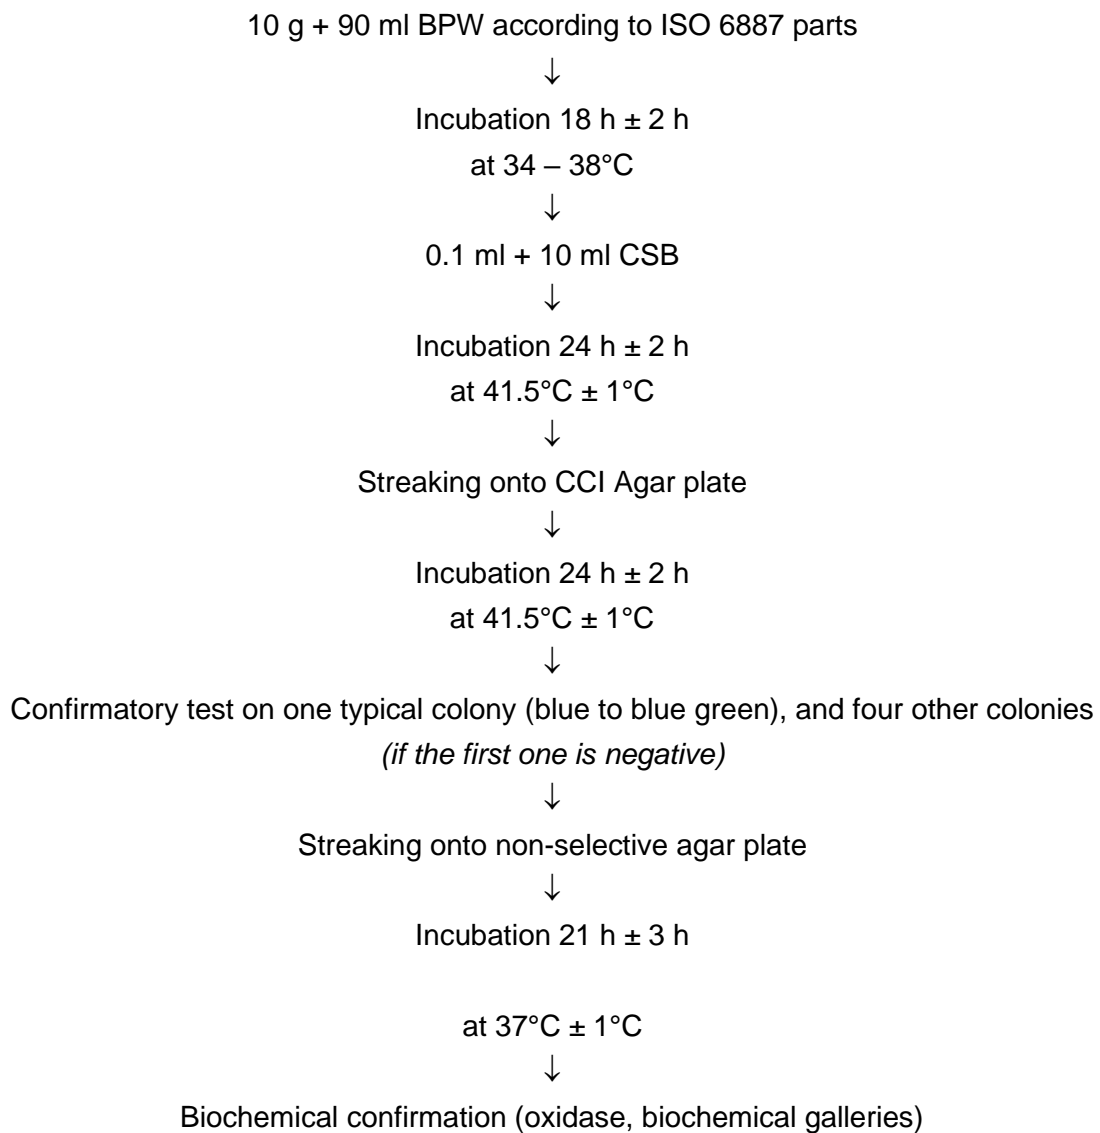 10 g + 90 ml BPW according to ISO 6887 parts
↓
Incubation 18 h ± 2 h
at 34 – 38°C
↓
0.1 ml + 10 ml CSB
↓
Incubation 24 h ± 2 h
at 41.5°C ± 1°C
↓
Streaking onto CCI Agar plate
↓
Incubation 24 h ± 2 h
at 41.5°C ± 1°C
↓
Confirmatory test on one typical colony (blue to blue green), and four other colonies
(if the first one is negative)
↓
Streaking onto non-selective agar plate
↓
Incubation 21 h ± 3 h
at 37°C ± 1°C
↓
Biochemical confirmation (oxidase, biochemical galleries)